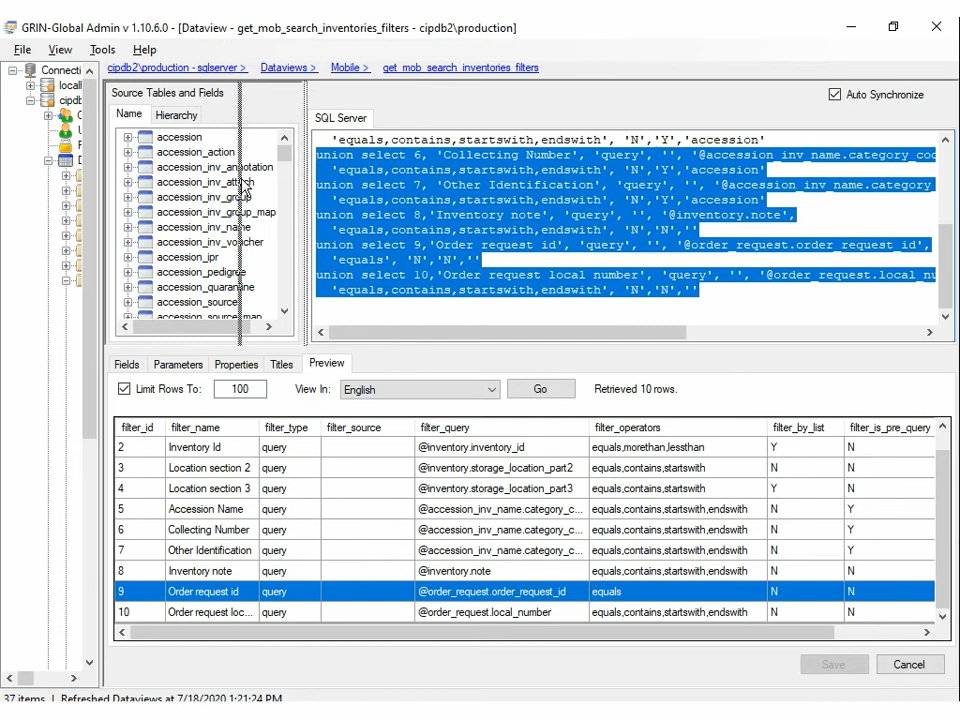 GRIN-Global Admin v 1.10.6.0 - [Dataview - get_mob_search_inventories_filters - cipdb2\production]
File View Tools Help
Connecti
locall
cipdb
cipdb2\production - sqlserver > Dataviews > Mobile > get_mob_search_inventories_filters
Source Tables and Fields
Auto Synchronize
Name Hierarchy
SQL Server
accession
accession_action
accession_inv_annotation
accession_inv_attach
accession_inv_group
accession_inv_group_map
accession_inv_name
accession_inv_voucher
accession_ipr
accession_pedigree
accession_quarantine
accession_source
accession_source_map
'equals,contains,startswith,endswith', 'N','Y','accession'
union select 6, 'Collecting Number', 'query', '', '@accession_inv_name.category_cod
'equals,contains,startswith,endswith', 'N','Y','accession'
union select 7, 'Other Identification', 'query', '', '@accession_inv_name.category_
'equals,contains,startswith,endswith', 'N','Y','accession'
union select 8,'Inventory note', 'query', '', '@inventory.note',
'equals,contains,startswith,endswith', 'N','N',''
union select 9,'Order request id', 'query', '', '@order_request.order_request_id',
'equals', 'N','N',''
union select 10,'Order request local number', 'query', '', '@order_request.local_nu
'equals,contains,startswith,endswith', 'N','N',''
Fields Parameters Properties Titles Preview
Limit Rows To: 100 View In: English Go Retrieved 10 rows.
filter_id filter_name filter_type filter_source filter_query filter_operators filter_by_list filter_is_pre_query
2 Inventory Id query @inventory.inventory_id equals,morethan,lessthan Y N
3 Location section 2 query @inventory.storage_location_part2 equals,contains,startswith N N
4 Location section 3 query @inventory.storage_location_part3 equals,contains,startswith Y N
5 Accession Name query @accession_inv_name.category_c... equals,contains,startswith,endswith N Y
6 Collecting Number query @accession_inv_name.category_c... equals,contains,startswith,endswith N Y
7 Other Identification query @accession_inv_name.category_c... equals,contains,startswith,endswith N Y
8 Inventory note query @inventory.note equals,contains,startswith,endswith N N
9 Order request id query @order_request.order_request_id equals N N
10 Order request loc... query @order_request.local_number equals,contains,startswith,endswith N N
Save Cancel
37 items Refreshed Dataviews at 7/18/2020 1:21:24 PM